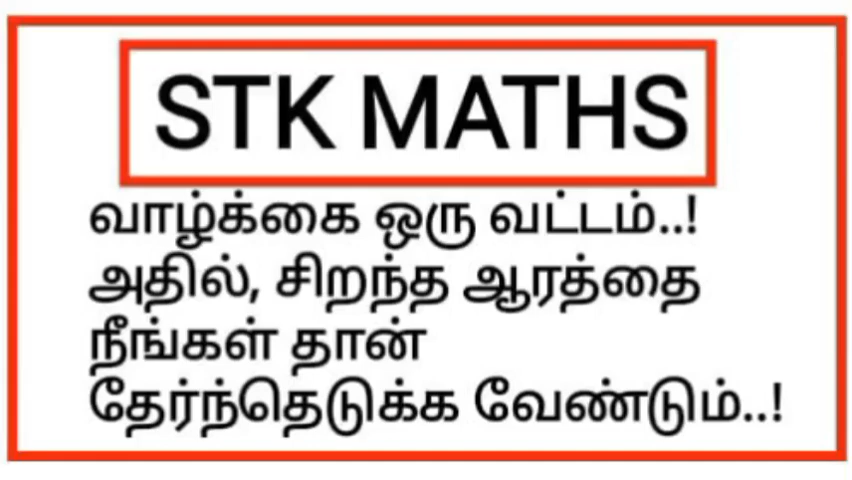 STK MATHS
வாழ்க்கை ஒரு வட்டம்..!
அதில், சிறந்த ஆரத்தை
நீங்கள் தான்
தேர்ந்தெடுக்க வேண்டும்..!